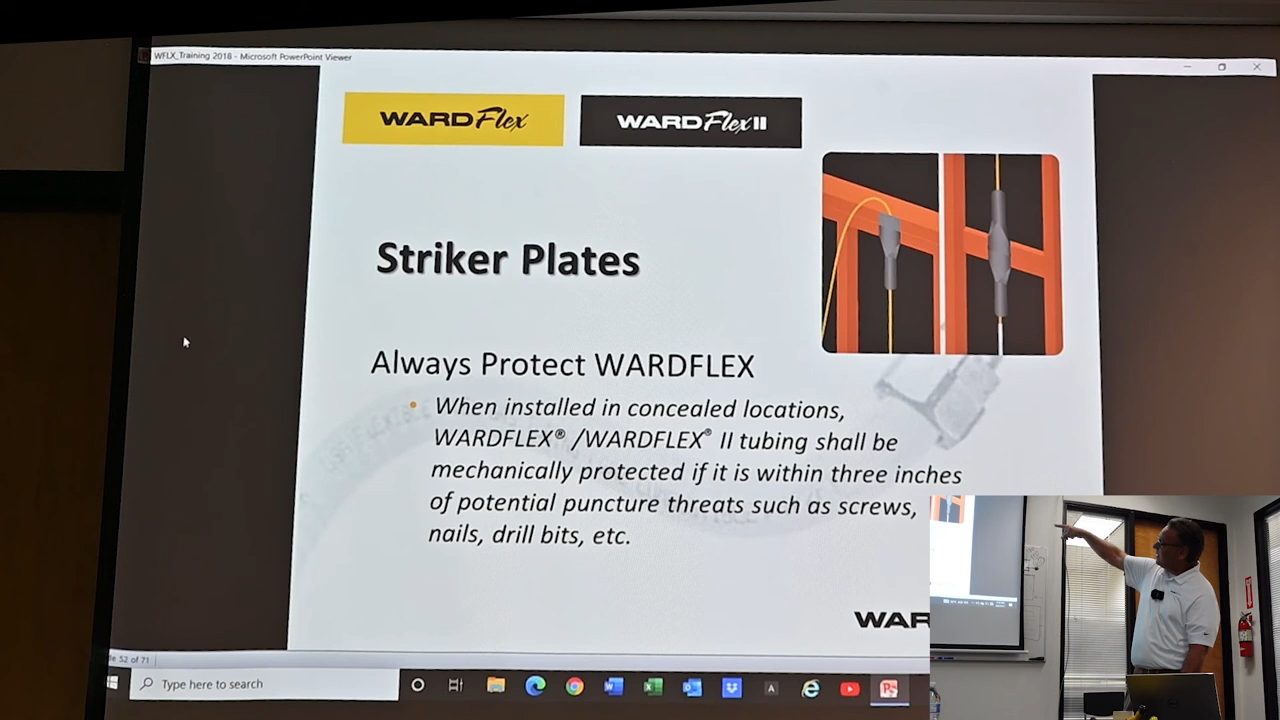 WFLX_Training 2018 - Microsoft PowerPoint Viewer
WARDFlex
WARDFlex II
Striker Plates
Always Protect WARDFLEX
• When installed in concealed locations,
WARDFLEX® /WARDFLEX® II tubing shall be
mechanically protected if it is within three inches
of potential puncture threats such as screws,
nails, drill bits, etc.
WAR
52 of 71
Type here to search